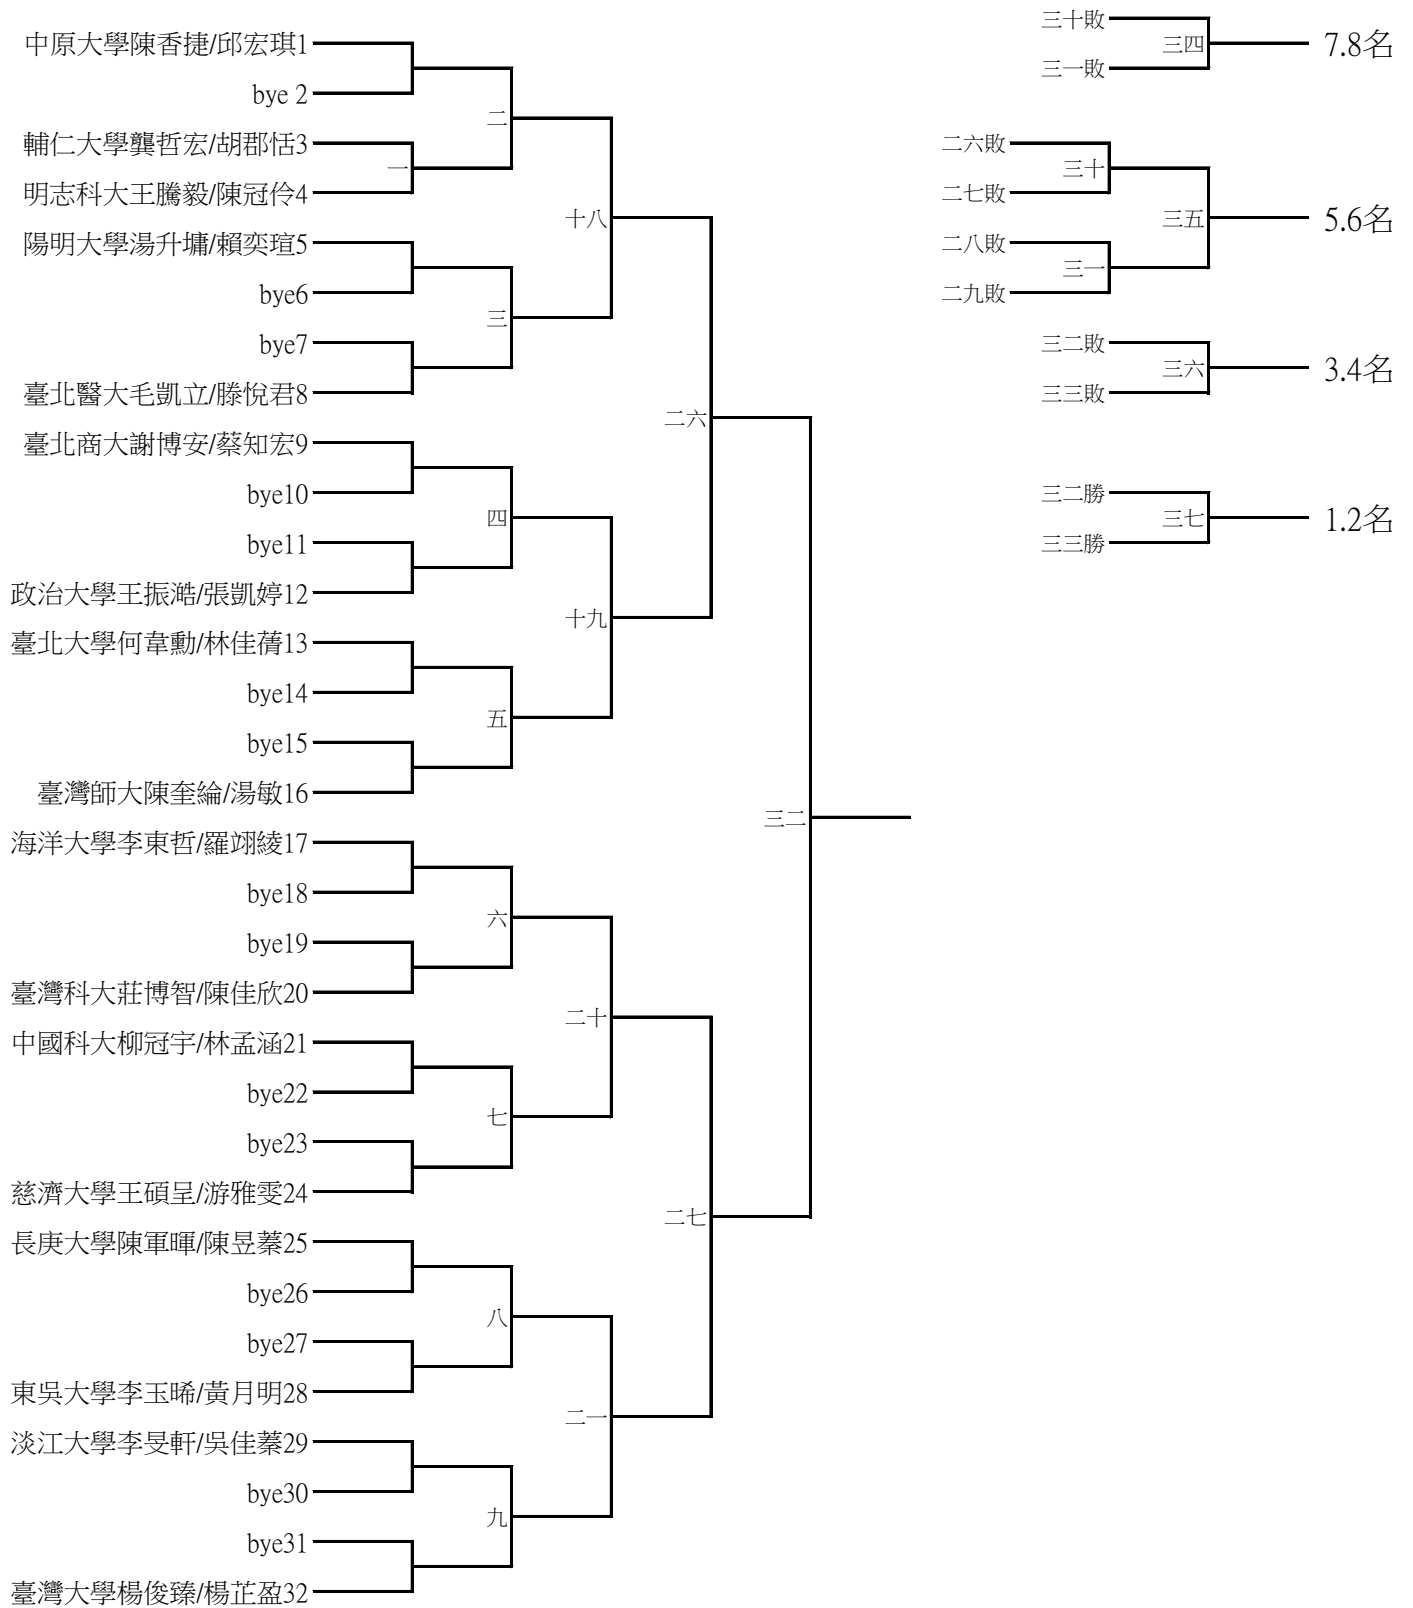 中原大學陳香捷/邱宏琪1
bye 2
輔仁大學龔哲宏/胡郡恬3
明志科大王騰毅/陳冠伶4
陽明大學湯升墉/賴奕瑄5
bye6
bye7
臺北醫大毛凱立/滕悅君8
臺北商大謝博安/蔡知宏9
bye10
bye11
政治大學王振澔/張凱婷12
臺北大學何韋勳/林佳蒨13
bye14
bye15
臺灣師大陳奎綸/湯敏16
海洋大學李東哲/羅翊綾17
bye18
bye19
臺灣科大莊博智/陳佳欣20
中國科大柳冠宇/林孟涵21
bye22
bye23
慈濟大學王碩呈/游雅雯24
長庚大學陳軍暉/陳昱蓁25
bye26
bye27
東吳大學李玉晞/黃月明28
淡江大學李旻軒/吳佳蓁29
bye30
bye31
臺灣大學楊俊臻/楊芷盈32
一
二
三
四
五
六
七
八
九
十八
十九
二十
二一
二六
二七
三二
三十敗
三四
三一敗
7.8名
二六敗
三十
二七敗
三五
5.6名
二八敗
三一
二九敗
三二敗
三六
三三敗
3.4名
三二勝
三七
三三勝
1.2名